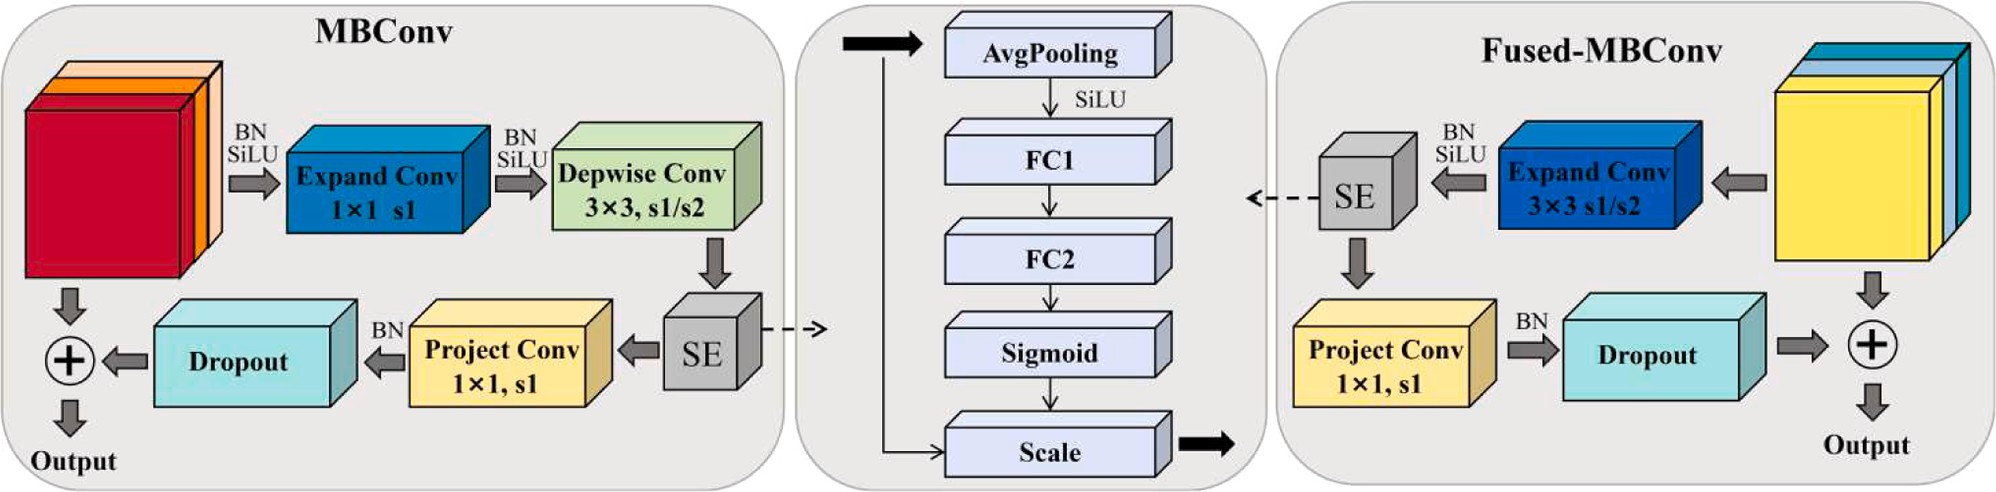 MBConv
BN
SiLU
Expand Conv
1×1 s1
BN
SiLU
Depwise Conv
3×3, s1/s2
SE
Project Conv
1×1, s1
BN
Dropout
+
Output
AvgPooling
SiLU
FC1
FC2
Sigmoid
Scale
Fused-MBConv
Expand Conv
3×3 s1/s2
BN
SiLU
SE
Project Conv
1×1, s1
BN
Dropout
+
Output